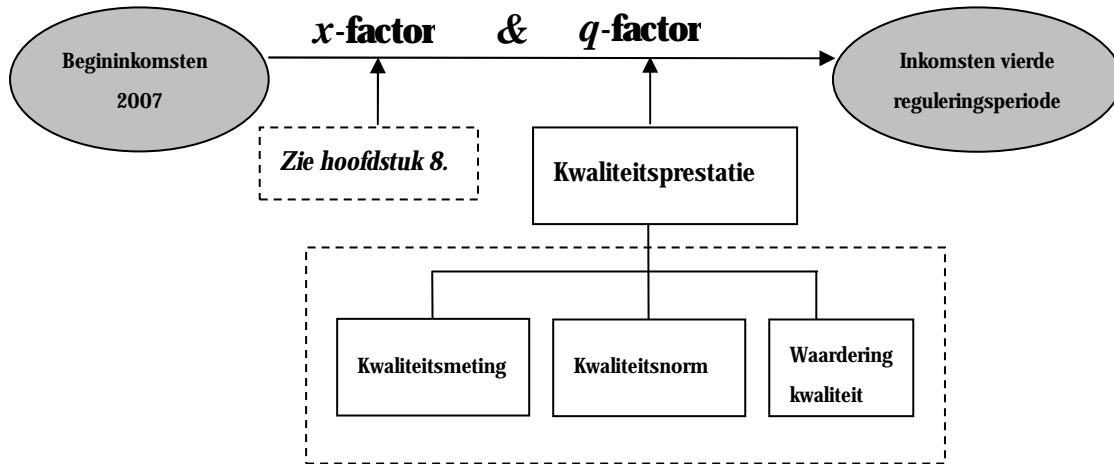 x-factor & q-factor
Begininkomsten
2007
Inkomsten vierde
reguleringsperiode
Zie hoofdstuk 8.
Kwaliteitsprestatie
Kwaliteitsmeting
Kwaliteitsnorm
Waardering
kwaliteit